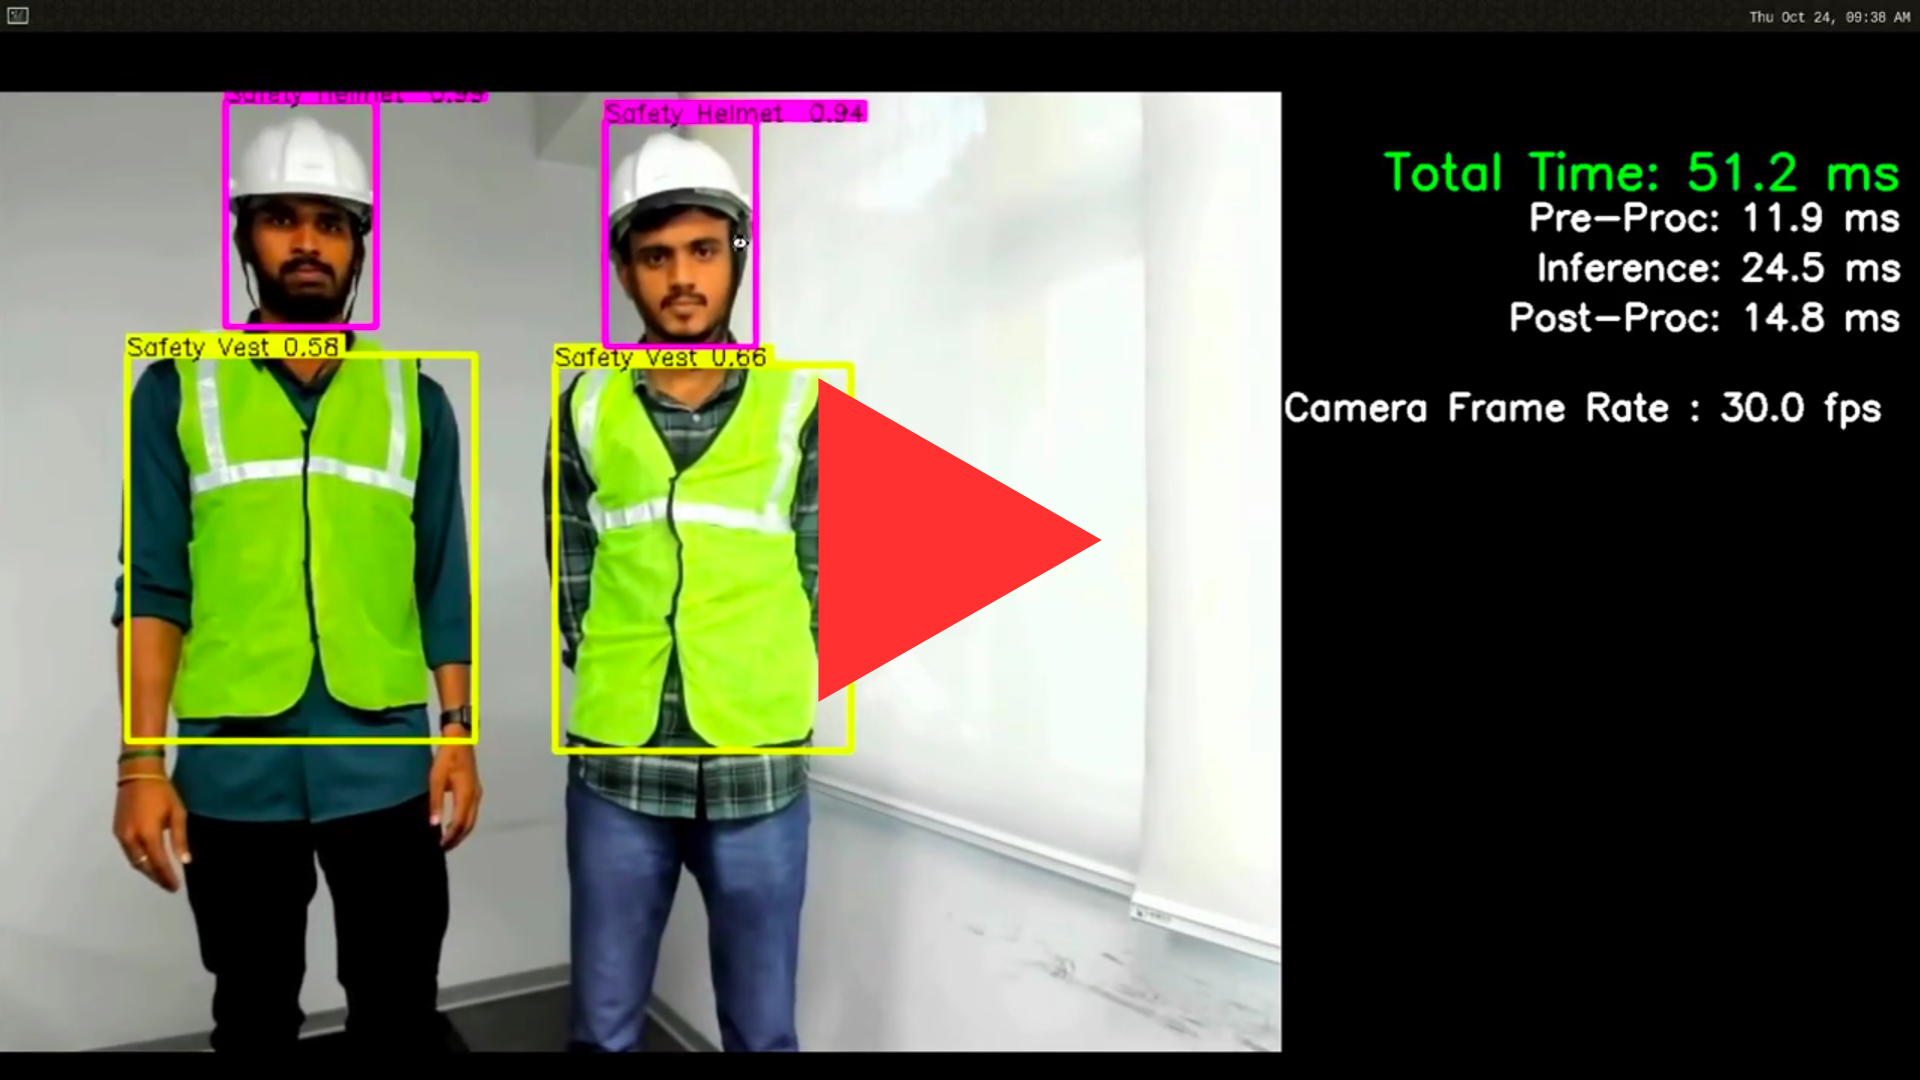 Thu Oct 24, 09:38 AM
Safety Helmet
Safety Helmet 0.94
Safety Vest 0.58
Safety Vest 0.66
Total Time: 51.2 ms
Pre-Proc: 11.9 ms
Inference: 24.5 ms
Post-Proc: 14.8 ms
Camera Frame Rate : 30.0 fps